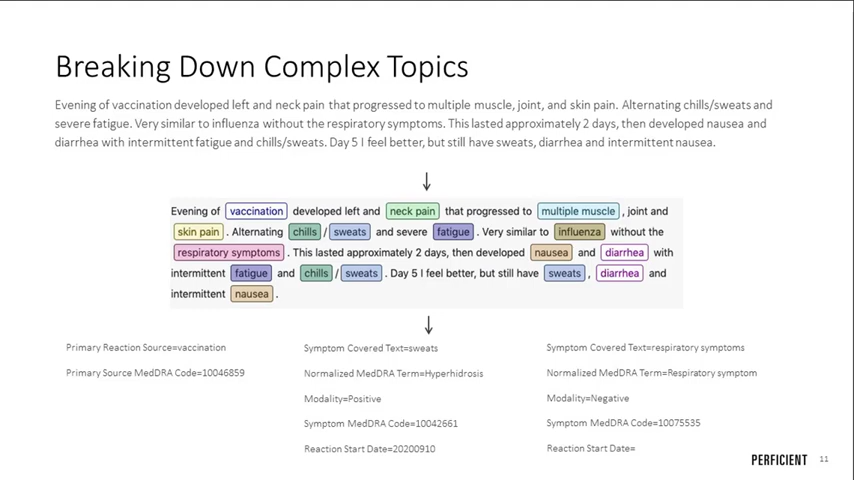 Breaking Down Complex Topics
Evening of vaccination developed left and neck pain that progressed to multiple muscle, joint, and skin pain. Alternating chills/sweats and
severe fatigue. Very similar to influenza without the respiratory symptoms. This lasted approximately 2 days, then developed nausea and
diarrhea with intermittent fatigue and chills/sweats. Day 5 I feel better, but still have sweats, diarrhea and intermittent nausea.
Evening of vaccination developed left and neck pain that progressed to multiple muscle , joint and
skin pain . Alternating chills / sweats and severe fatigue . Very similar to influenza without the
respiratory symptoms . This lasted approximately 2 days, then developed nausea and diarrhea with
intermittent fatigue and chills / sweats . Day 5 I feel better, but still have sweats , diarrhea and
intermittent nausea .
Primary Reaction Source=vaccination
Primary Source MedDRA Code=10046859
Symptom Covered Text=sweats
Normalized MedDRA Term=Hyperhidrosis
Modality=Positive
Symptom MedDRA Code=10042661
Reaction Start Date=20200910
Symptom Covered Text=respiratory symptoms
Normalized MedDRA Term=Respiratory symptom
Modality=Negative
Symptom MedDRA Code=10075535
Reaction Start Date=
PERFICIENT 11